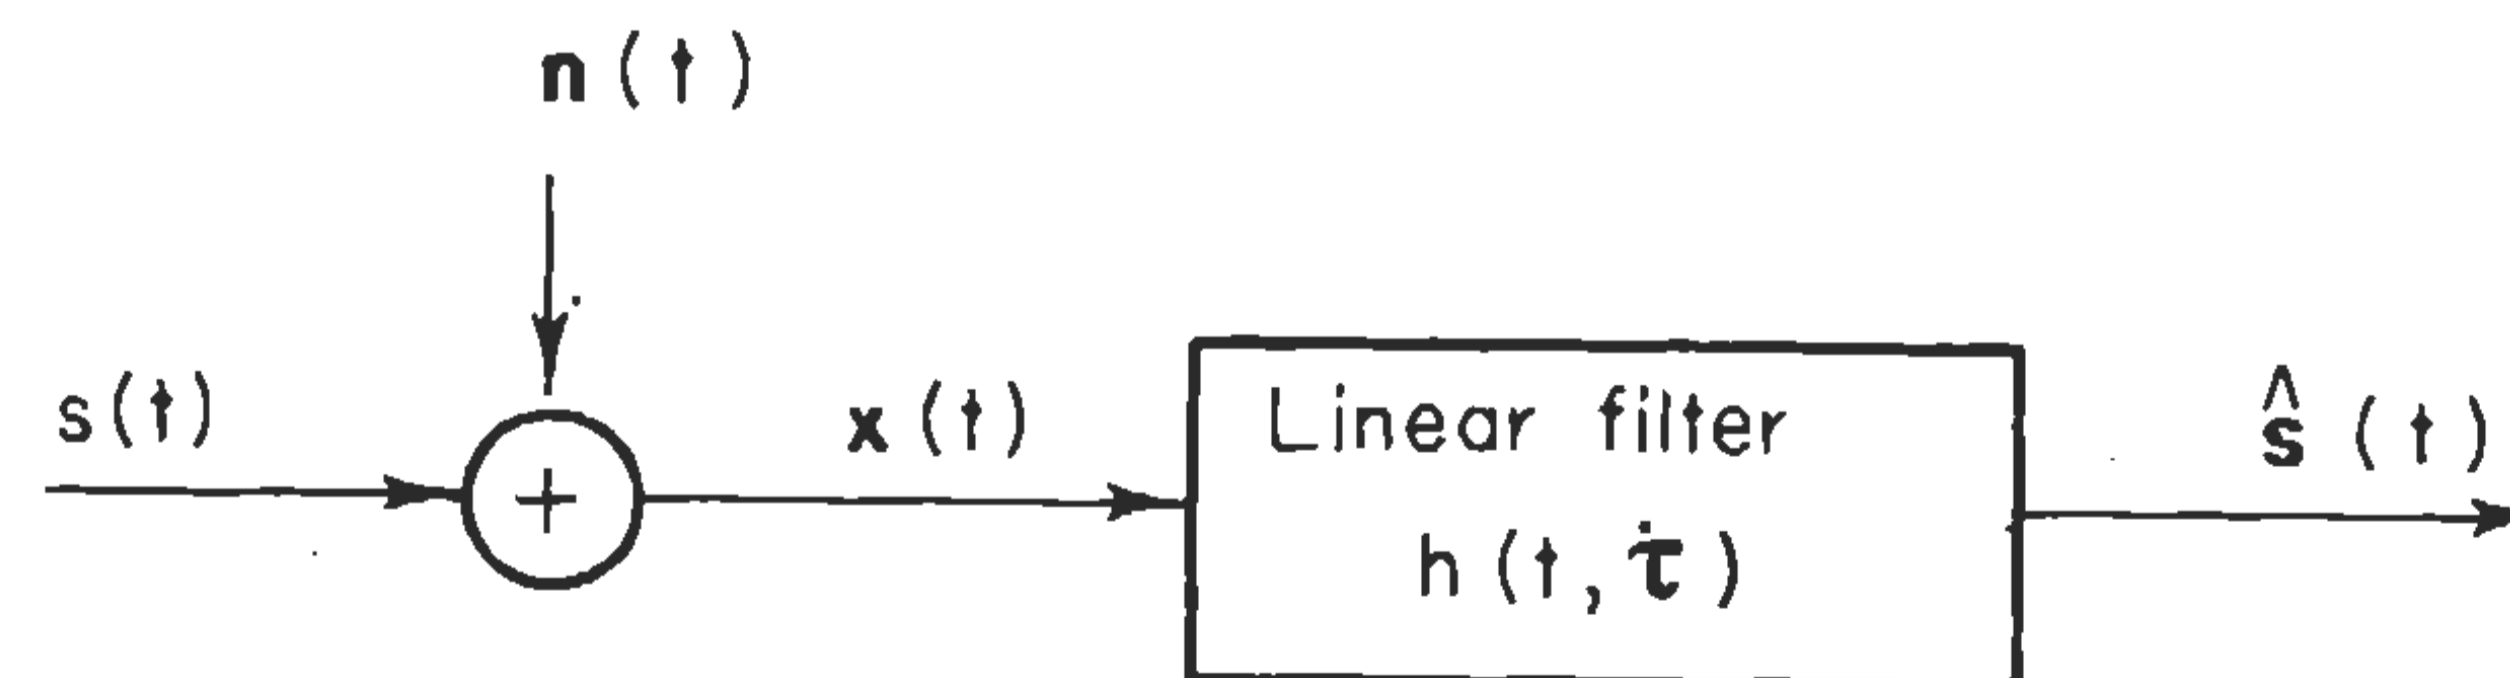 n(t)
s(t)
+
x(t)
Linear filter
h(t,τ)
ŝ(t)